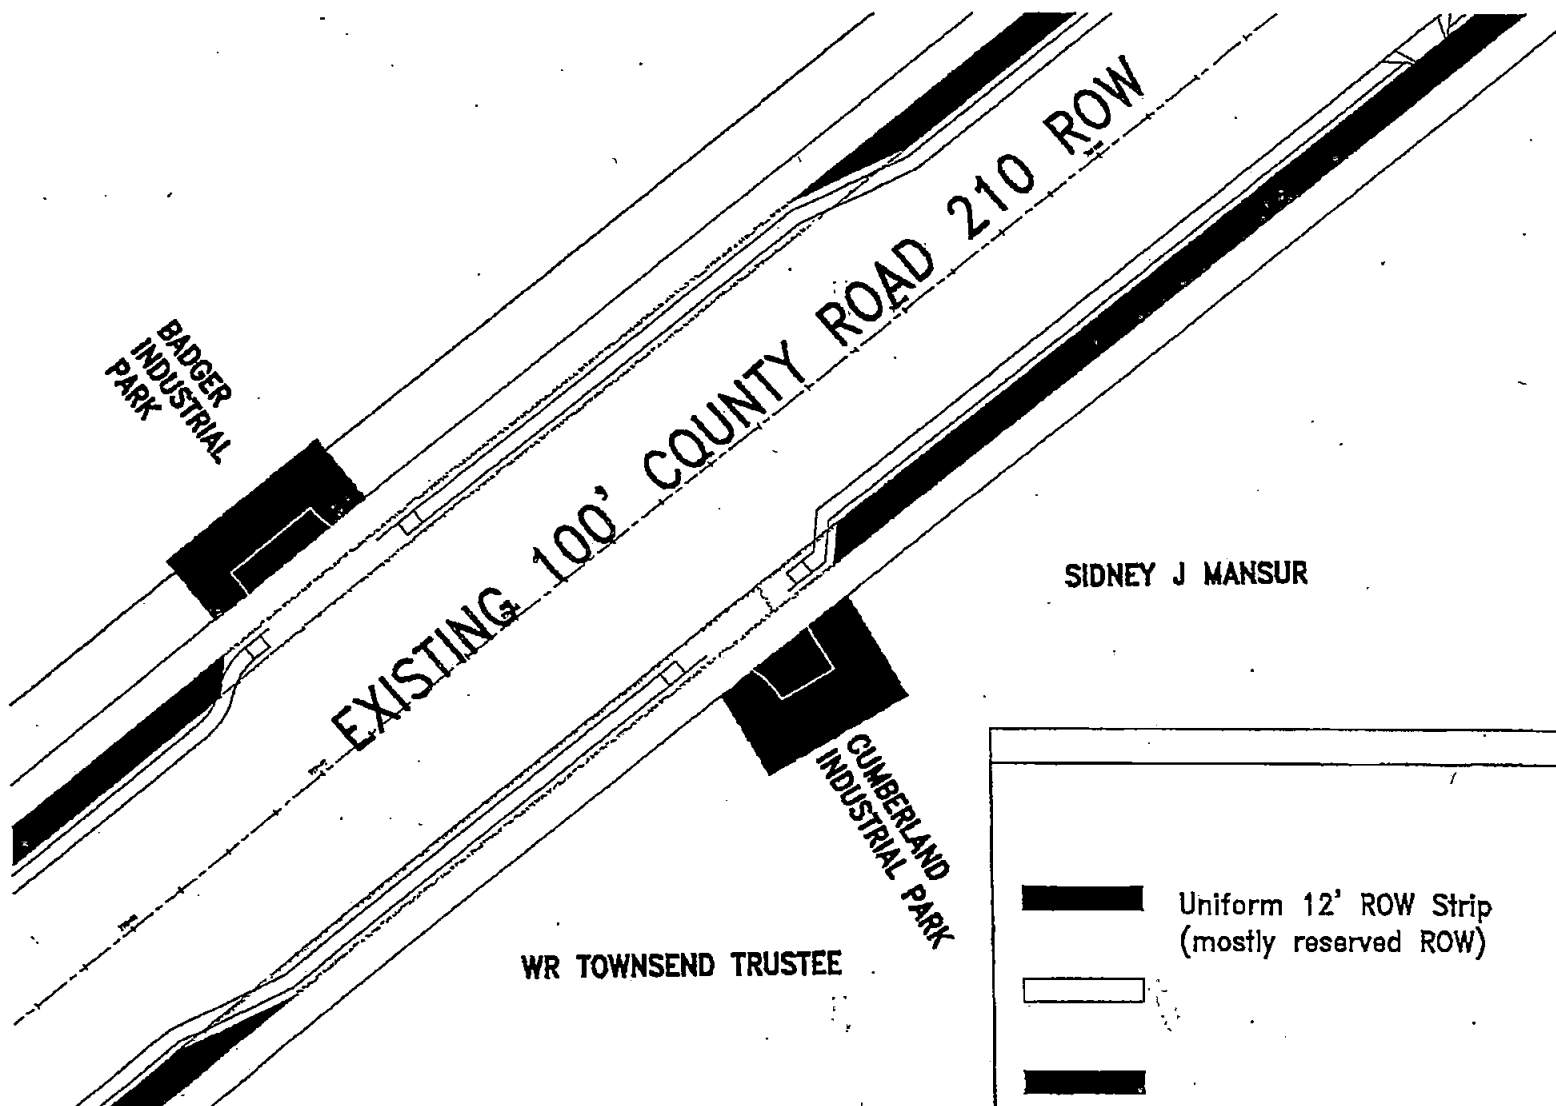 EXISTING 100' COUNTY ROAD 210 ROW
BADGER
INDUSTRIAL
PARK
SIDNEY J MANSUR
CUMBERLAND
INDUSTRIAL PARK
WR TOWNSEND TRUSTEE
Uniform 12' ROW Strip
(mostly reserved ROW)